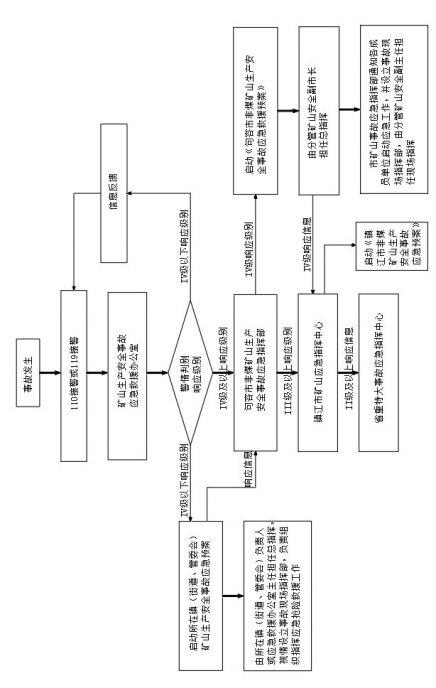 事故发生
110接警或119接警
信息反馈
矿山生产安全事故
应急救援办公室
警情判别
响应级别
IV级以下响应级别
IV级以下响应级别
IV级及以上响应级别
启动所在镇（街道、管委会）
矿山生产安全事故应急预案
响应信息
句容市非煤矿山生产
安全事故应急指挥部
IV级响应级别
启动《句容市非煤矿山生产安
全事故应急救援预案》
由所在镇（街道、管委会）负责人
或应急救援办公室主任担任总指挥，
视情设立事故现场指挥部，负责组
织指挥应急抢险救援工作
III级及以上响应级别
镇江市矿山应急指挥中心
IV级响应信息
由分管矿山安全副市长
担任总指挥
启动《镇
江市非煤
矿山生产
安全事故
应急预案》
II级及以上响应信息
省重特大事故应急指挥中心
市矿山事故应急指挥部通知各成
员单位启动应急工作，并设立事故现
场指挥部，由分管矿山安全副主任担
任现场指挥